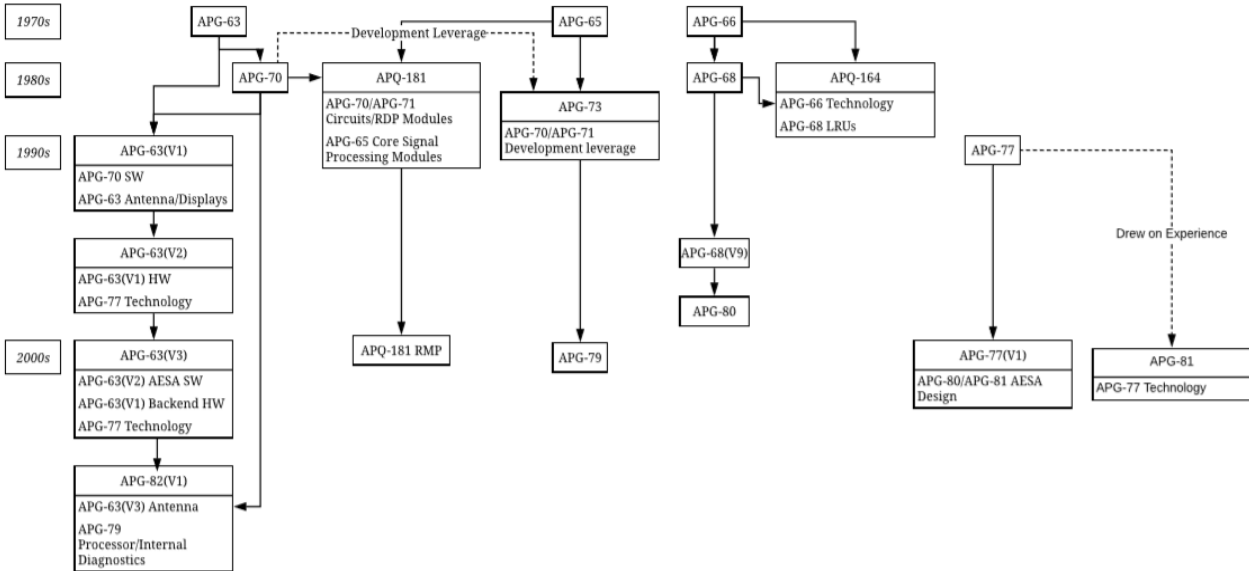 1970s
APG-63
APG-65
APG-66
Development Leverage
1980s
APG-70
APQ-181
APG-70/APG-71
Circuits/RDP Modules
APG-65 Core Signal
Processing Modules
APG-73
APG-70/APG-71
Development leverage
APG-68
APQ-164
APG-66 Technology
APG-68 LRUs
1990s
APG-63(V1)
APG-70 SW
APG-63 Antenna/Displays
APG-77
Drew on Experience
APG-63(V2)
APG-63(V1) HW
APG-77 Technology
APG-68(V9)
APG-80
2000s
APG-63(V3)
APG-63(V2) AESA SW
APG-63(V1) Backend HW
APG-77 Technology
APQ-181 RMP
APG-79
APG-77(V1)
APG-80/APG-81 AESA
Design
APG-81
APG-77 Technology
APG-82(V1)
APG-63(V3) Antenna
APG-79
Processor/Internal
Diagnostics